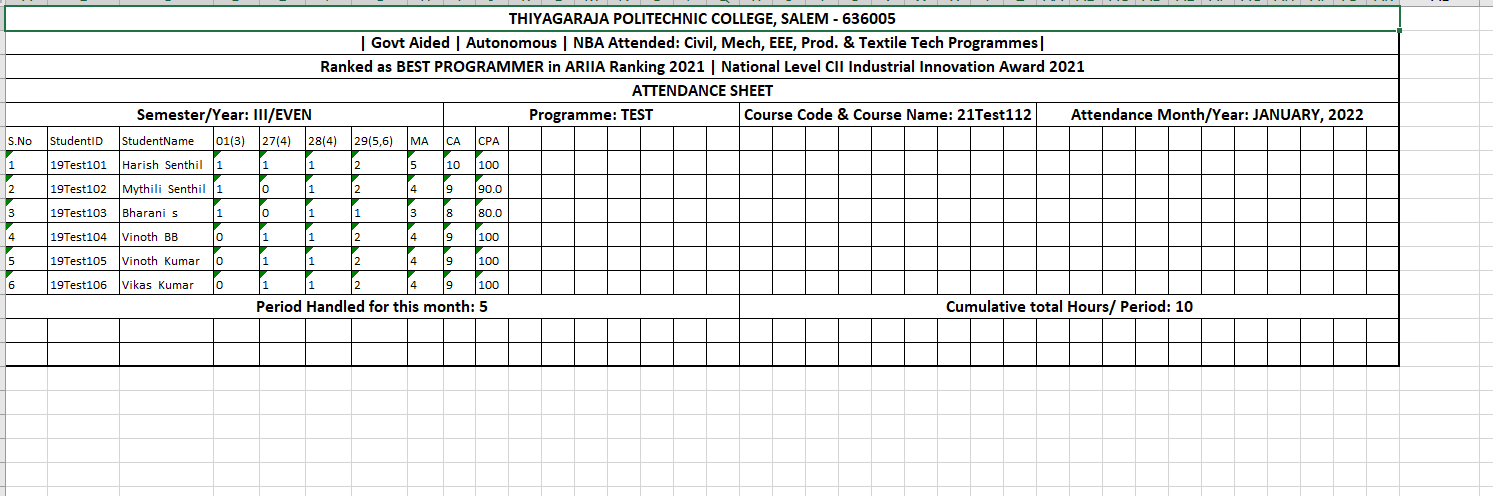 THIYAGARAJA POLITECHNIC COLLEGE, SALEM - 636005
| Govt Aided | Autonomous | NBA Attended: Civil, Mech, EEE, Prod. & Textile Tech Programmes|
Ranked as BEST PROGRAMMER in ARIIA Ranking 2021 | National Level CII Industrial Innovation Award 2021
ATTENDANCE SHEET
Semester/Year: III/EVEN Programme: TEST Course Code & Course Name: 21Test112 Attendance Month/Year: JANUARY, 2022
S.No StudentID StudentName 01(3) 27(4) 28(4) 29(5,6) MA CA CPA
1 19Test101 Harish Senthil 1 1 1 2 5 10 100
2 19Test102 Mythili Senthil 1 0 1 2 4 9 90.0
3 19Test103 Bharani s 1 0 1 1 3 8 80.0
4 19Test104 Vinoth BB 0 1 1 2 4 9 100
5 19Test105 Vinoth Kumar 0 1 1 2 4 9 100
6 19Test106 Vikas Kumar 0 1 1 2 4 9 100
Period Handled for this month: 5 Cumulative total Hours/ Period: 10